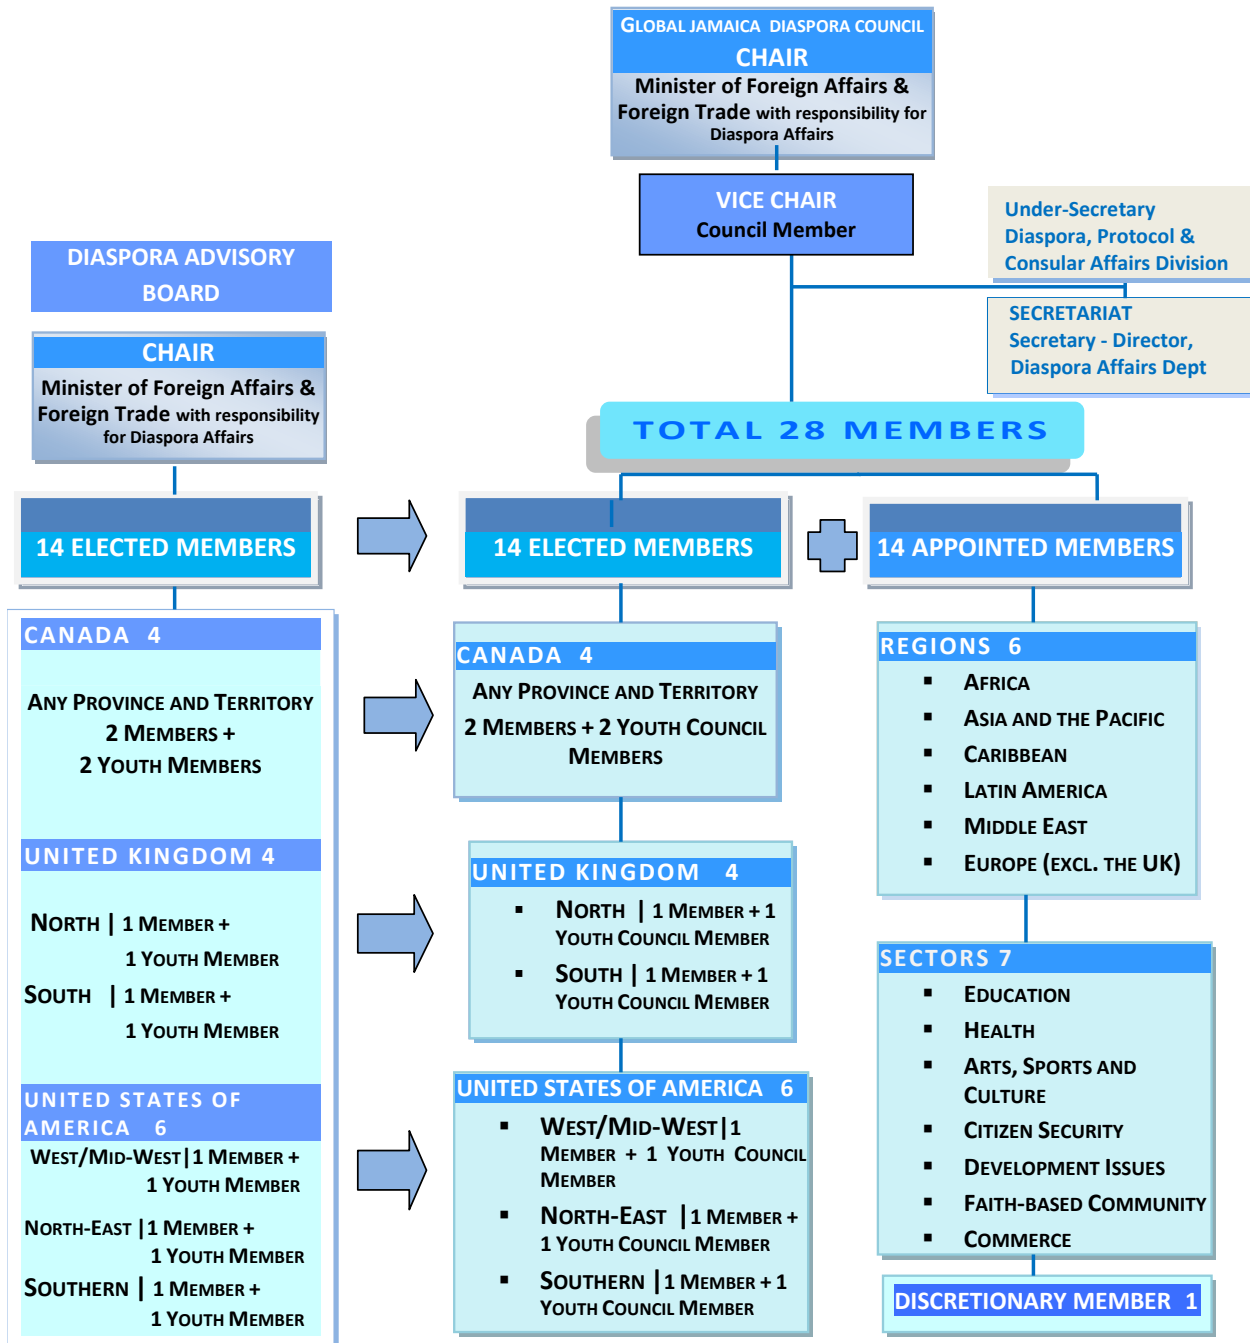 GLOBAL JAMAICA DIASPORA COUNCIL
CHAIR
Minister of Foreign Affairs &
Foreign Trade with responsibility for
Diaspora Affairs
VICE CHAIR
Council Member
Under-Secretary
Diaspora, Protocol &
Consular Affairs Division
SECRETARIAT
Secretary - Director,
Diaspora Affairs Dept
DIASPORA ADVISORY
BOARD
CHAIR
Minister of Foreign Affairs &
Foreign Trade with responsibility
for Diaspora Affairs
TOTAL 28 MEMBERS
14 ELECTED MEMBERS
14 ELECTED MEMBERS
14 APPOINTED MEMBERS
CANADA 4
ANY PROVINCE AND TERRITORY
2 MEMBERS +
2 YOUTH MEMBERS
UNITED KINGDOM 4
NORTH | 1 MEMBER +
1 YOUTH MEMBER
SOUTH | 1 MEMBER +
1 YOUTH MEMBER
UNITED STATES OF
AMERICA 6
WEST/MID-WEST|1 MEMBER +
1 YOUTH MEMBER
NORTH-EAST |1 MEMBER +
1 YOUTH MEMBER
SOUTHERN | 1 MEMBER +
1 YOUTH MEMBER
CANADA 4
ANY PROVINCE AND TERRITORY
2 MEMBERS + 2 YOUTH COUNCIL
MEMBERS
UNITED KINGDOM 4
▪ NORTH | 1 MEMBER + 1
YOUTH COUNCIL MEMBER
▪ SOUTH | 1 MEMBER + 1
YOUTH COUNCIL MEMBER
UNITED STATES OF AMERICA 6
▪ WEST/MID-WEST|1
MEMBER + 1 YOUTH COUNCIL
MEMBER
▪ NORTH-EAST |1 MEMBER +
1 YOUTH COUNCIL MEMBER
▪ SOUTHERN |1 MEMBER + 1
YOUTH COUNCIL MEMBER
REGIONS 6
▪ AFRICA
▪ ASIA AND THE PACIFIC
▪ CARIBBEAN
▪ LATIN AMERICA
▪ MIDDLE EAST
▪ EUROPE (EXCL. THE UK)
SECTORS 7
▪ EDUCATION
▪ HEALTH
▪ ARTS, SPORTS AND
CULTURE
▪ CITIZEN SECURITY
▪ DEVELOPMENT ISSUES
▪ FAITH-BASED COMMUNITY
▪ COMMERCE
DISCRETIONARY MEMBER 1